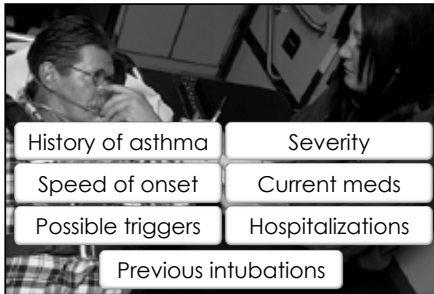 History of asthma
Severity
Speed of onset
Current meds
Possible triggers
Hospitalizations
Previous intubations